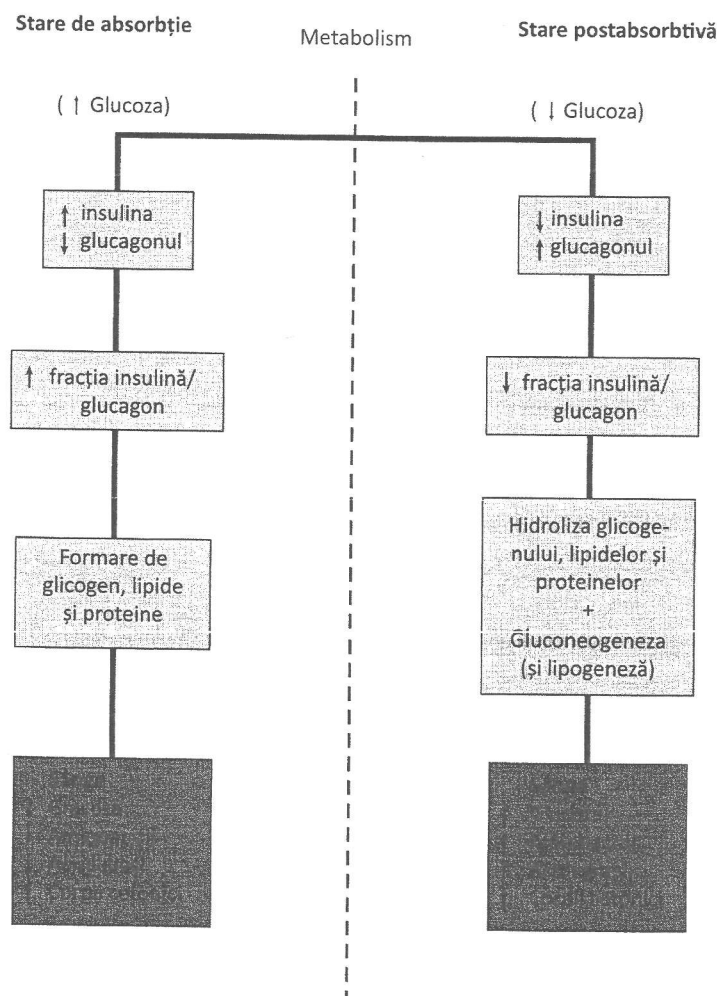 Stare de absorbție
Metabolism
Stare postabsorbtivă
( ↑ Glucoza)
( ↓ Glucoza)
↑ insulina
↓ glucagonul
↓ insulina
↑ glucagonul
↑ fracția insulină/
glucagon
↓ fracția insulină/
glucagon
Formare de
glicogen, lipide
și proteine
Hidroliza glicoge-
nului, lipidelor și
proteinelor
+
Gluconeogeneza
(și lipogeneză)